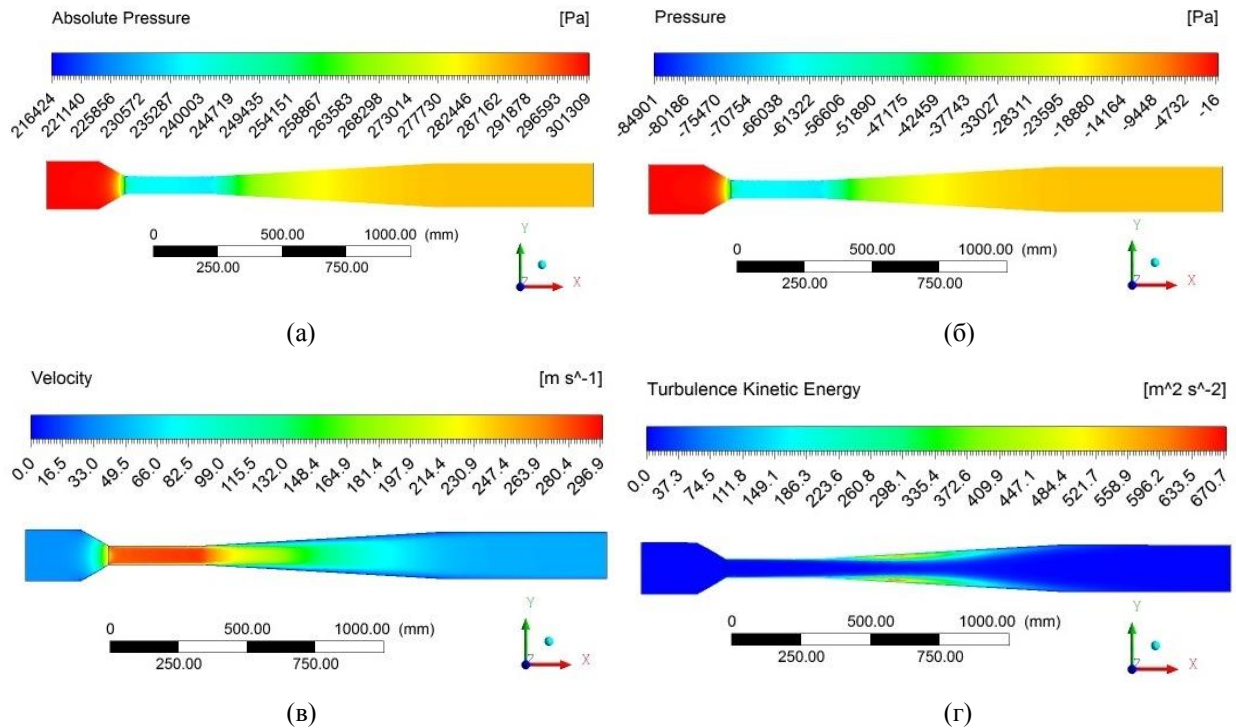 Absolute Pressure [Pa]
216424 221140 225856 230572 235287 240003 244719 249435 254151 258867 263583 268298 273014 277730 282446 287162 291878 296593 301309
0 500.00 1000.00 (mm)
250.00 750.00
Y
Z X
(а)
Pressure [Pa]
-84901 -80186 -75470 -70754 -66038 -61322 -56606 -51890 -47175 -42459 -37743 -33027 -28311 -23595 -18880 -14164 -9448 -4732 -16
0 500.00 1000.00 (mm)
250.00 750.00
Y
Z X
(б)
Velocity [m s^-1]
0.0 16.5 33.0 49.5 66.0 82.5 99.0 115.5 132.0 148.4 164.9 181.4 197.9 214.4 230.9 247.4 263.9 280.4 296.9
0 500.00 1000.00 (mm)
250.00 750.00
Y
Z X
(в)
Turbulence Kinetic Energy [m^2 s^-2]
0.0 37.3 74.5 111.8 149.1 186.3 223.6 260.8 298.1 335.4 372.6 409.9 447.1 484.4 521.7 558.9 596.2 633.5 670.7
0 500.00 1000.00 (mm)
250.00 750.00
Y
Z X
(г)